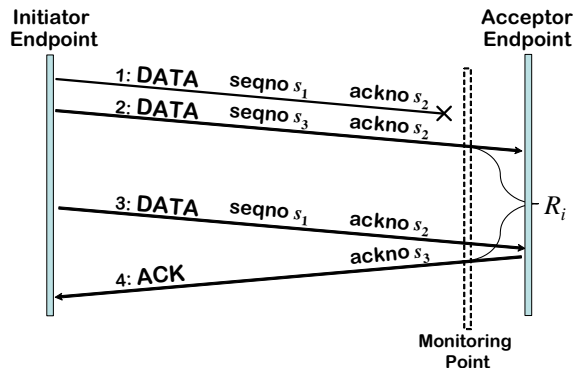 Initiator
Endpoint
Acceptor
Endpoint
1: DATA seqno s₁ ackno s₂
2: DATA seqno s₃ ackno s₂
3: DATA seqno s₁ ackno s₂
4: ACK ackno s₃
Rᵢ
Monitoring
Point